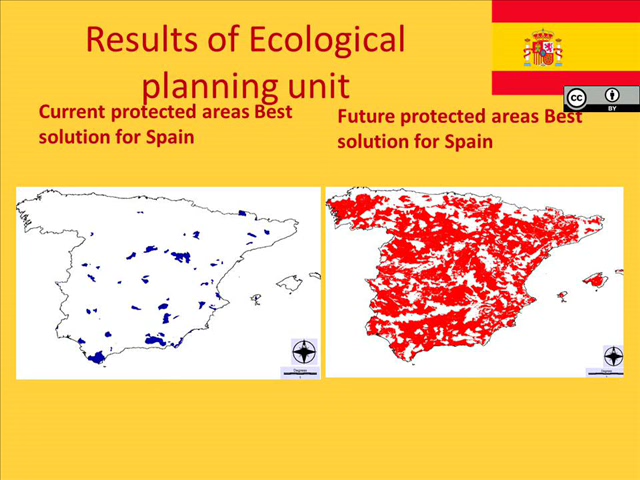 Results of Ecological
planning unit
Current protected areas Best
solution for Spain
Future protected areas Best
solution for Spain
cc
BY